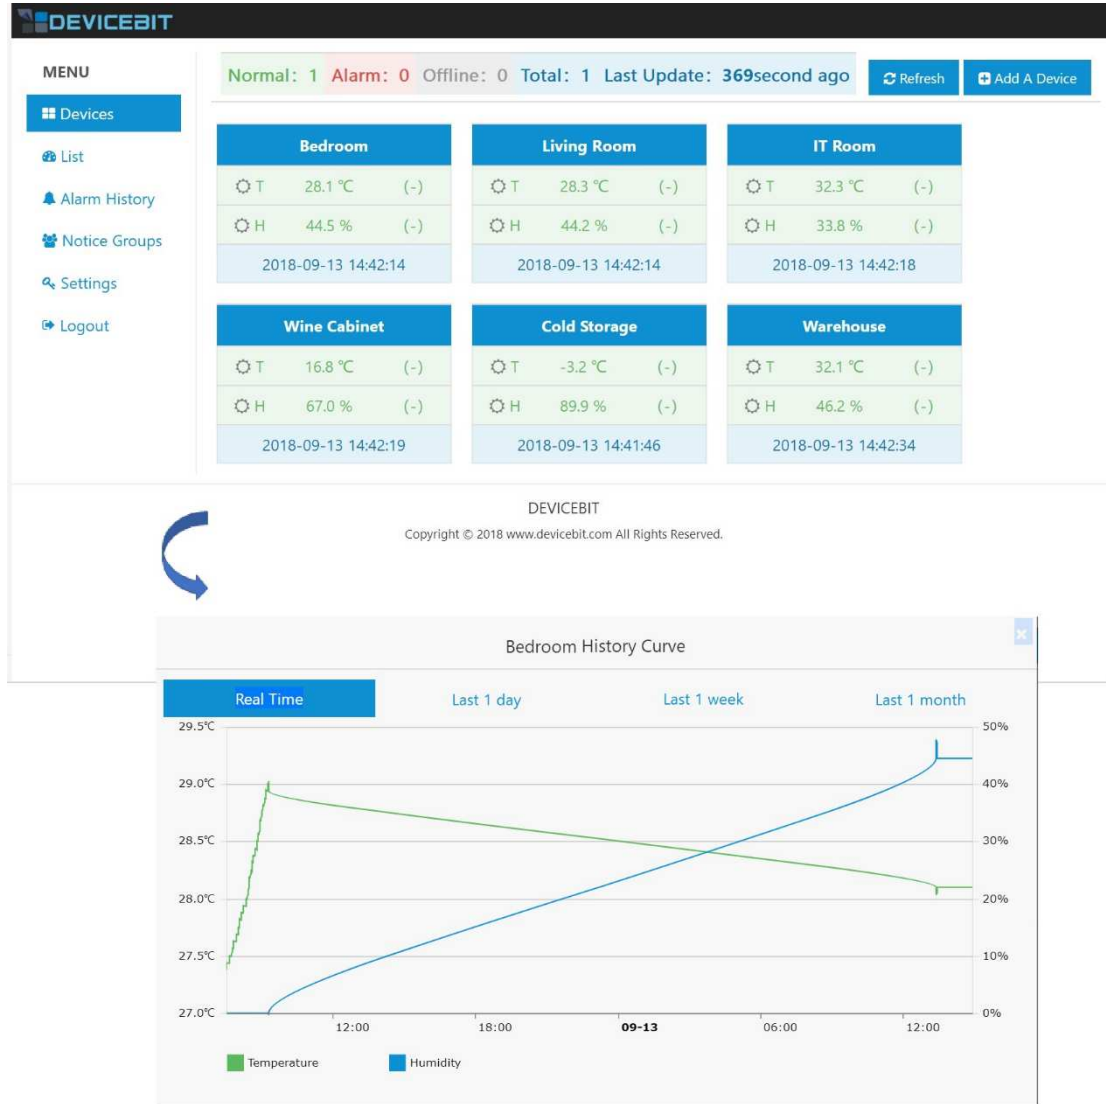 DEVICEBIT
MENU
Devices
List
Alarm History
Notice Groups
Settings
Logout
Normal: 1 Alarm: 0 Offline: 0 Total: 1 Last Update: 369second ago
Refresh
Add A Device
Bedroom
T 28.1 ℃ (-)
H 44.5 % (-)
2018-09-13 14:42:14
Living Room
T 28.3 ℃ (-)
H 44.2 % (-)
2018-09-13 14:42:14
IT Room
T 32.3 ℃ (-)
H 33.8 % (-)
2018-09-13 14:42:18
Wine Cabinet
T 16.8 ℃ (-)
H 67.0 % (-)
2018-09-13 14:42:19
Cold Storage
T -3.2 ℃ (-)
H 89.9 % (-)
2018-09-13 14:41:46
Warehouse
T 32.1 ℃ (-)
H 46.2 % (-)
2018-09-13 14:42:34
DEVICEBIT
Copyright © 2018 www.devicebit.com All Rights Reserved.
Bedroom History Curve
×
Real Time Last 1 day Last 1 week Last 1 month
29.5℃ 50%
29.0℃ 40%
28.5℃ 30%
28.0℃ 20%
27.5℃ 10%
27.0℃ 0%
12:00 18:00 09-13 06:00 12:00
Temperature Humidity